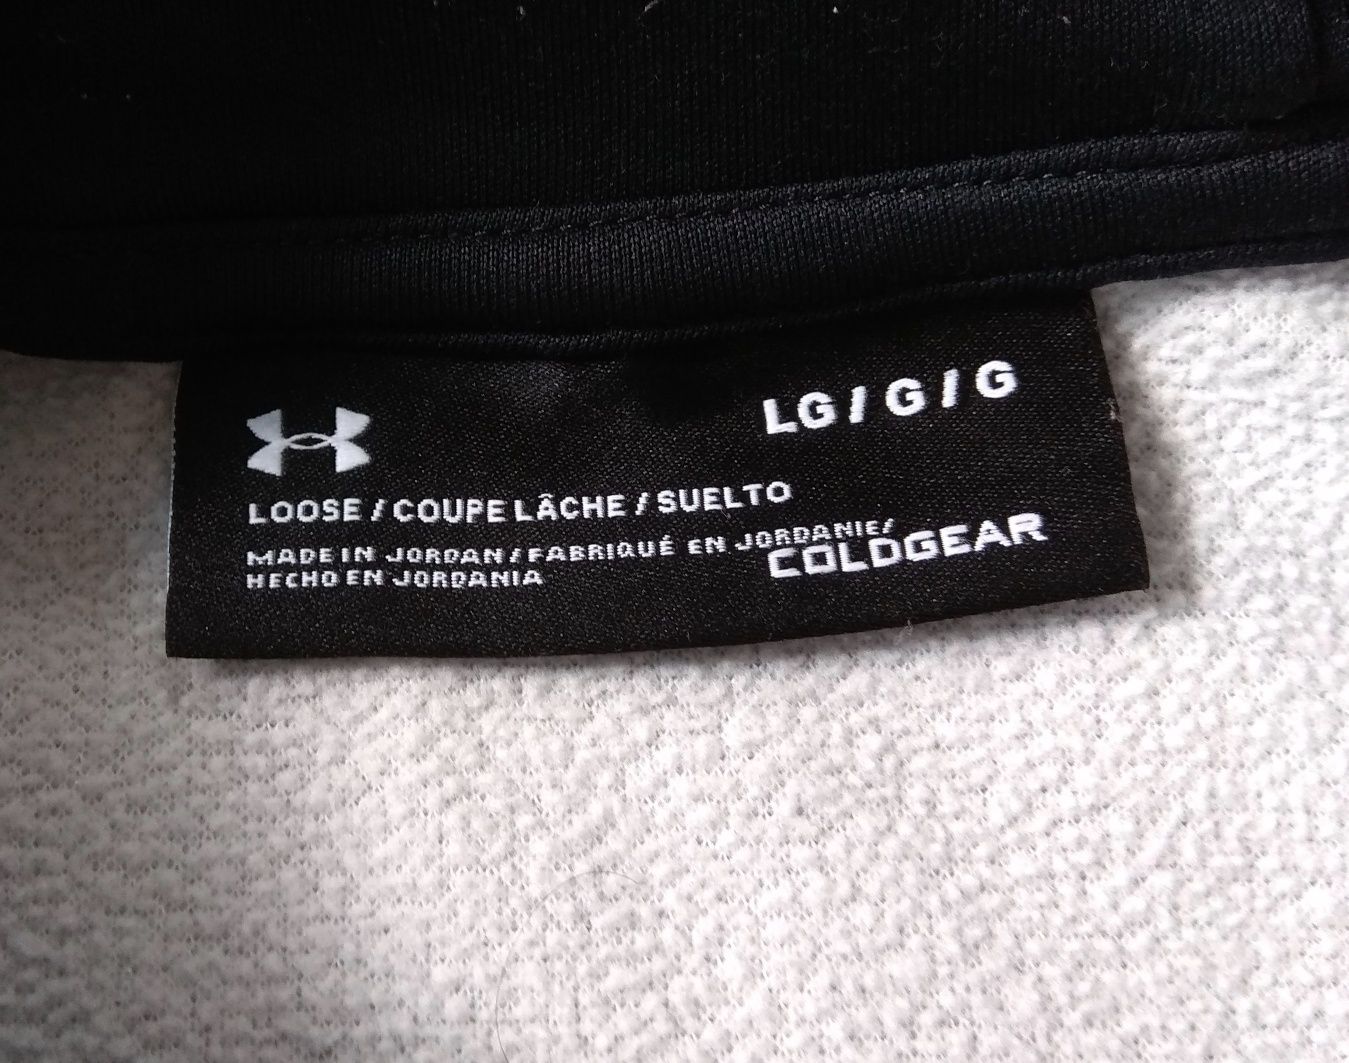 LG / G / G
LOOSE / COUPE LÂCHE / SUELTO
MADE IN JORDAN / FABRIQUÉ EN JORDANIE/
HECHO EN JORDANIA
COLDGEAR